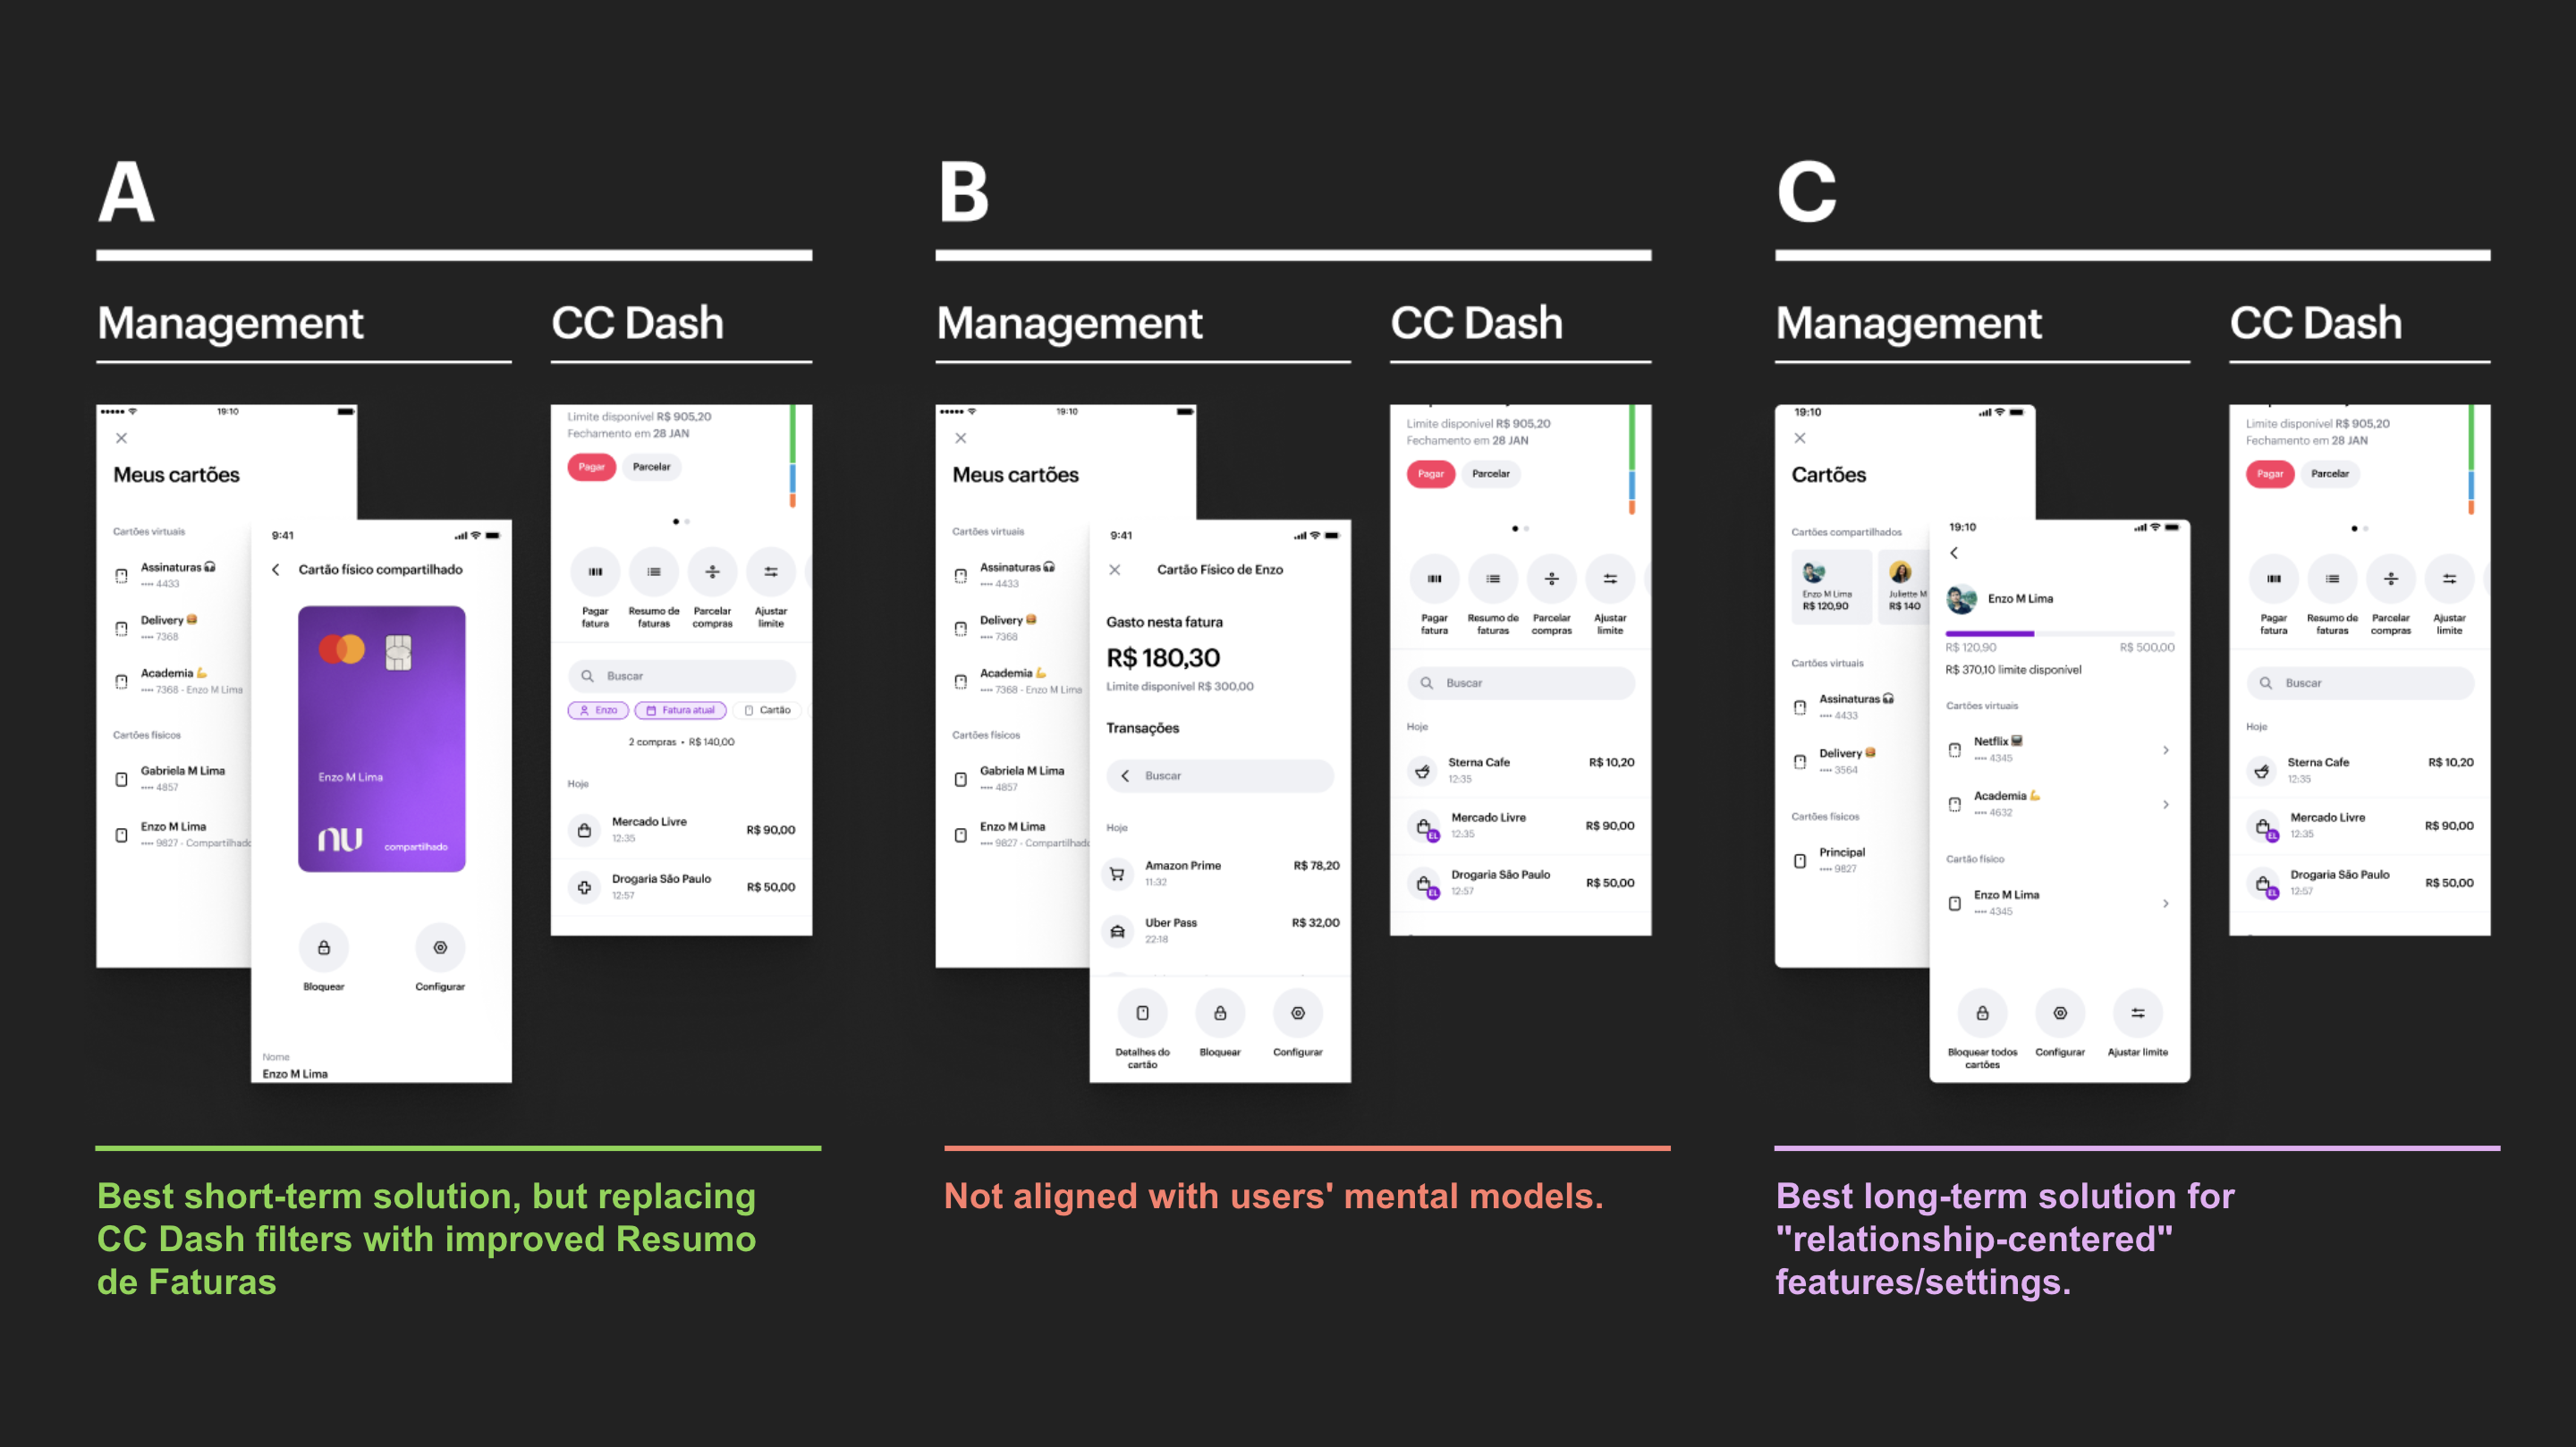 A
Management
CC Dash
19:10
Meus cartões
Cartões virtuais
Assinaturas 🎧
•••• 4433
Delivery 🍔
•••• 7368
Academia 💪
•••• 7368 - Enzo M Lima
Cartões físicos
Gabriela M Lima
•••• 4857
Enzo M Lima
•••• 9827 - Compartilhado
9:41
Cartão físico compartilhado
Enzo M Lima
nu
compartilhado
Bloquear
Configurar
Nome
Enzo M Lima
Limite disponível R$ 905,20
Fechamento em 28 JAN
Pagar
Parcelar
Pagar fatura
Resumo de faturas
Parcelar compras
Ajustar limite
Buscar
Enzo
Fatura atual
Cartão
2 compras • R$ 140,00
Hoje
Mercado Livre
R$ 90,00
12:35
Drogaria São Paulo
R$ 50,00
12:57
Best short-term solution, but replacing
CC Dash filters with improved Resumo
de Faturas
B
Management
CC Dash
19:10
Meus cartões
Cartões virtuais
Assinaturas 🎧
•••• 4433
Delivery 🍔
•••• 7368
Academia 💪
•••• 7368 - Enzo M Lima
Cartões físicos
Gabriela M Lima
•••• 4857
Enzo M Lima
•••• 9827 - Compartilhado
9:41
Cartão Físico de Enzo
Gasto nesta fatura
R$ 180,30
Limite disponível R$ 300,00
Transações
Buscar
Hoje
Amazon Prime
R$ 78,20
11:32
Uber Pass
R$ 32,00
22:18
Detalhes do cartão
Bloquear
Configurar
Limite disponível R$ 905,20
Fechamento em 28 JAN
Pagar
Parcelar
Pagar fatura
Resumo de faturas
Parcelar compras
Ajustar limite
Buscar
Hoje
Sterna Cafe
R$ 10,20
12:35
Mercado Livre
R$ 90,00
EL
12:35
Drogaria São Paulo
R$ 50,00
EL
12:57
Not aligned with users' mental models.
C
Management
CC Dash
19:10
Cartões
Cartões compartilhados
Enzo M Lima
R$ 120,90
Juliette M
R$ 140
Cartões virtuais
Assinaturas 🎧
•••• 4433
Delivery 🍔
•••• 3564
Cartões físicos
Principal
•••• 9827
19:10
Enzo M Lima
R$ 120,90
R$ 500,00
R$ 370,10 limite disponível
Cartões virtuais
Netflix
•••• 4345
Academia 💪
•••• 4632
Cartão físico
Enzo M Lima
•••• 4345
Bloquear todos cartões
Configurar
Ajustar limite
Limite disponível R$ 905,20
Fechamento em 28 JAN
Pagar
Parcelar
Pagar fatura
Resumo de faturas
Parcelar compras
Ajustar limite
Buscar
Hoje
Sterna Cafe
R$ 10,20
12:35
Mercado Livre
R$ 90,00
EL
12:35
Drogaria São Paulo
R$ 50,00
EL
12:57
Best long-term solution for
"relationship-centered"
features/settings.